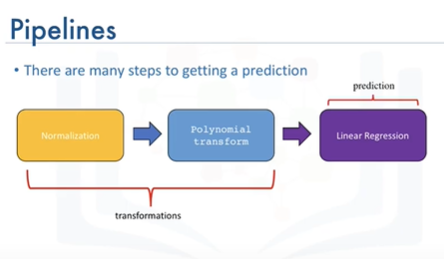 Pipelines
• There are many steps to getting a prediction
prediction
Normalization
Polynomial
transform
Linear Regression
transformations